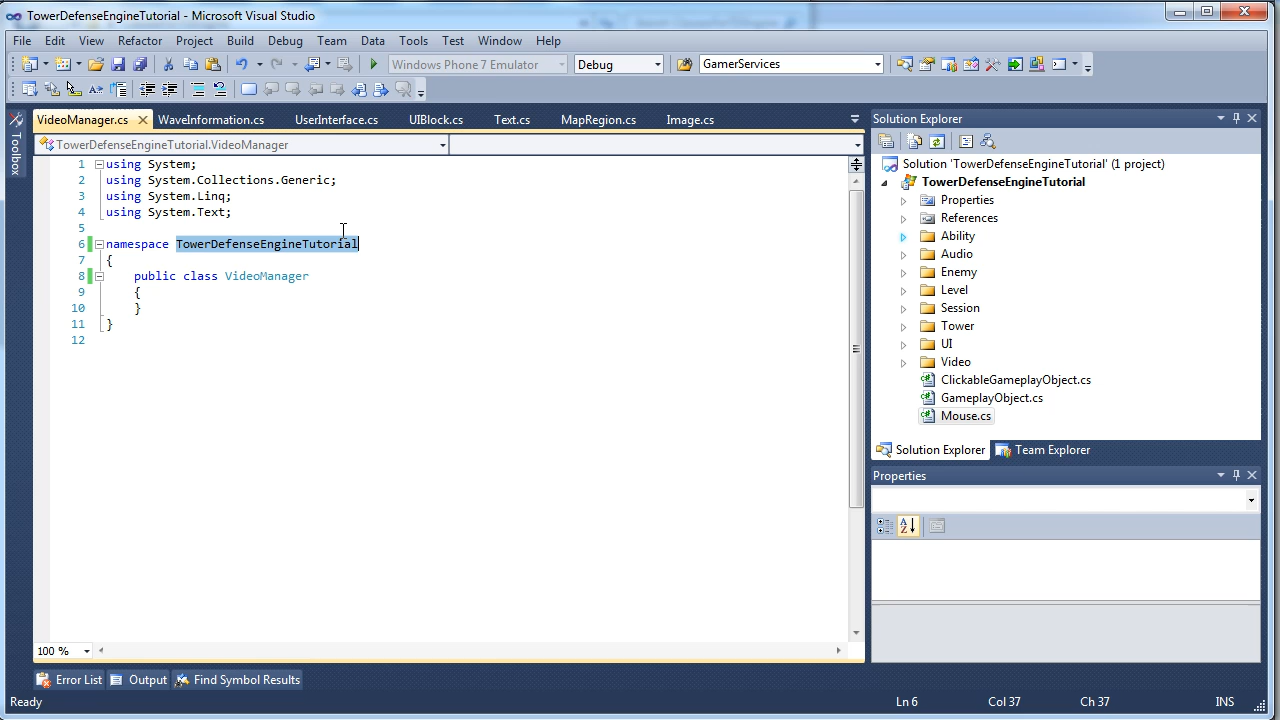 TowerDefenseEngineTutorial - Microsoft Visual Studio
File Edit View Refactor Project Build Debug Team Data Tools Test Window Help
Windows Phone 7 Emulator Debug GamerServices
VideoManager.cs WaveInformation.cs UserInterface.cs UIBlock.cs Text.cs MapRegion.cs Image.cs
TowerDefenseEngineTutorial.VideoManager
Toolbox
1 using System;
2 using System.Collections.Generic;
3 using System.Linq;
4 using System.Text;
5
6 namespace TowerDefenseEngineTutorial
7 {
8 public class VideoManager
9 {
10 }
11 }
12
100 %
Solution Explorer
Solution 'TowerDefenseEngineTutorial' (1 project)
TowerDefenseEngineTutorial
Properties
References
Ability
Audio
Enemy
Level
Session
Tower
UI
Video
ClickableGameplayObject.cs
GameplayObject.cs
Mouse.cs
Solution Explorer Team Explorer
Properties
Error List Output Find Symbol Results
Ready Ln 6 Col 37 Ch 37 INS